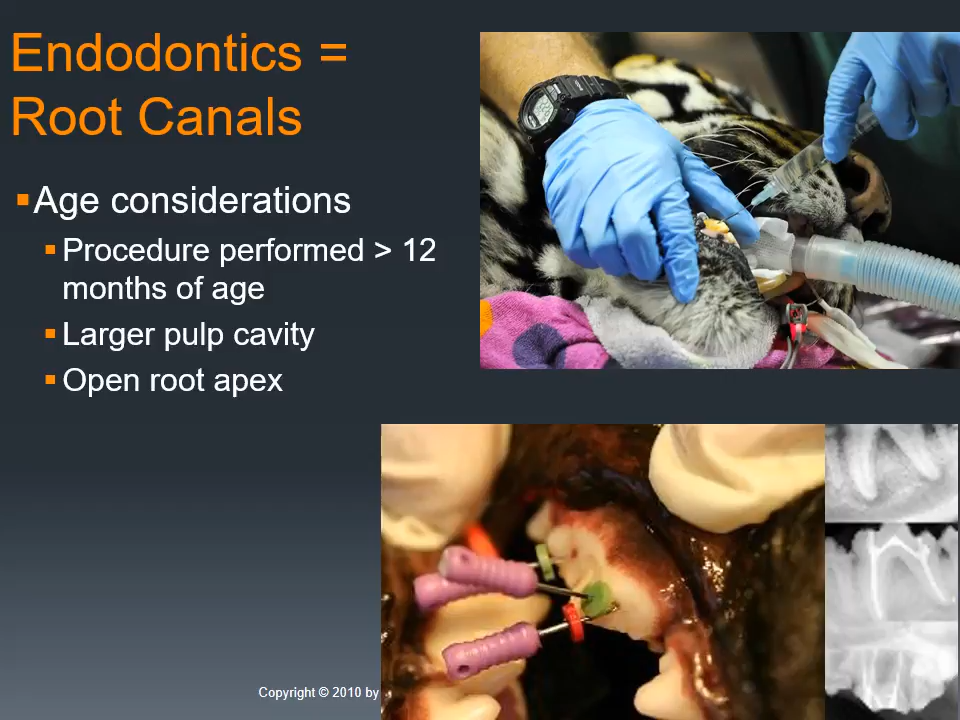 Endodontics =
Root Canals
Age considerations
Procedure performed > 12
months of age
Larger pulp cavity
Open root apex
Copyright © 2010 by